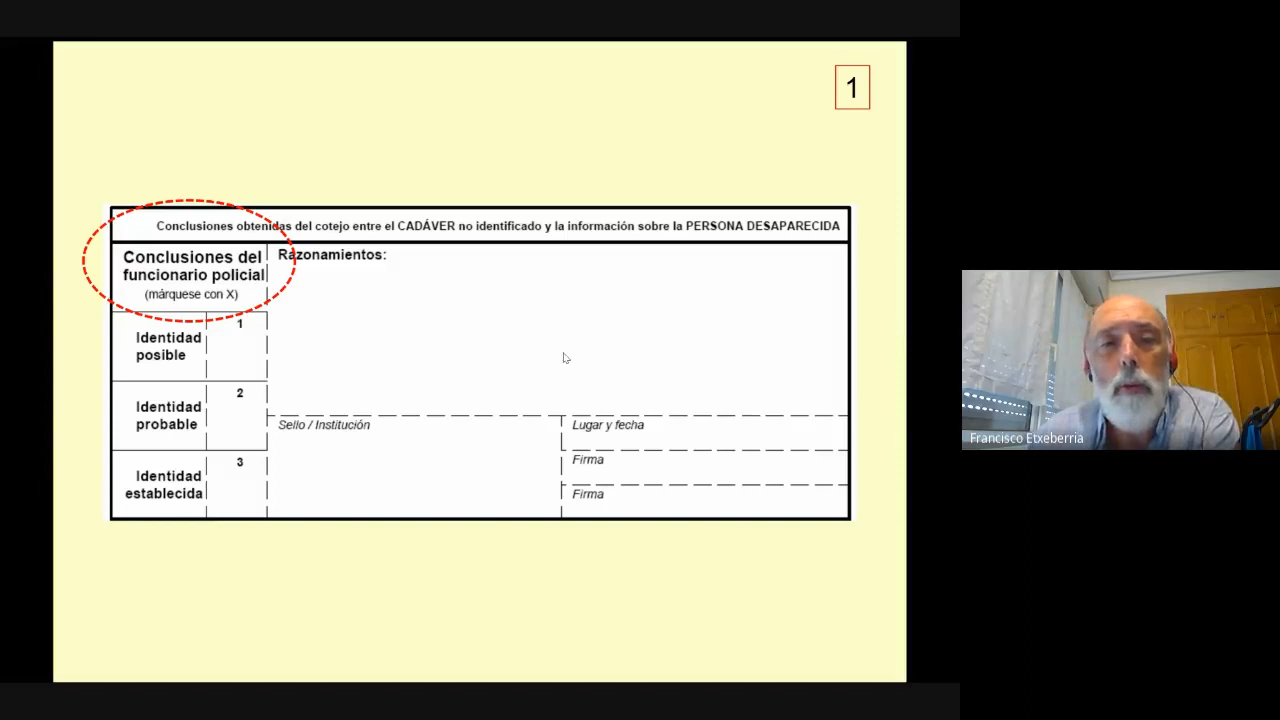 1
Conclusiones obtenidas del cotejo entre el CADÁVER no identificado y la información sobre la PERSONA DESAPARECIDA
Conclusiones del
funcionario policial
(márquese con X)
Razonamientos:
Identidad
posible
1
Identidad
probable
2
Identidad
establecida
3
Sello / Institución
Lugar y fecha
Firma
Firma
Francisco Etxeberria